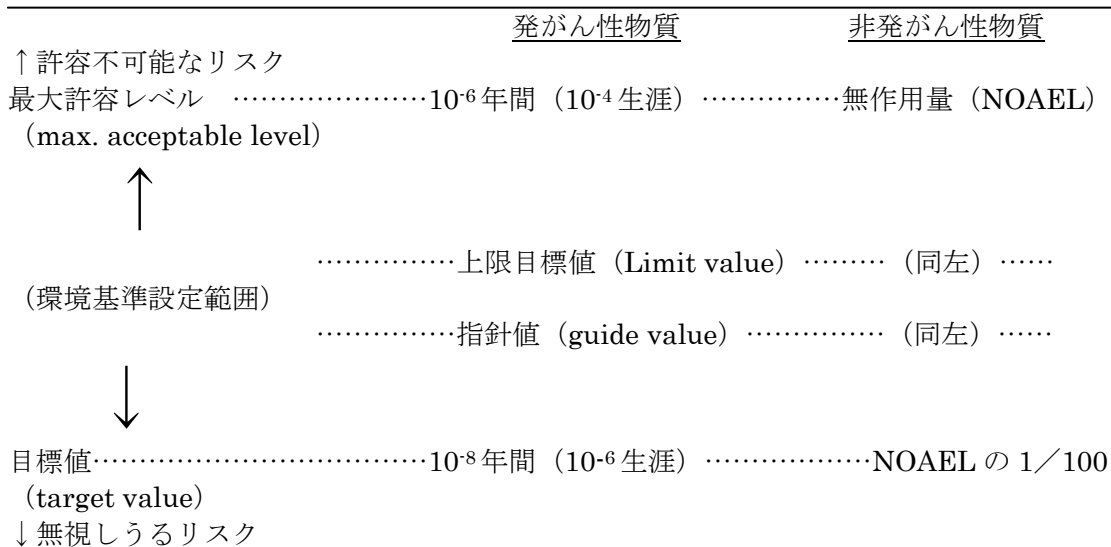 発がん性物質 非発がん性物質
↑許容不可能なリスク
最大許容レベル …………………10-6年間(10-4生涯)……………無作用量(NOAEL)
(max. acceptable level)
↑
……………上限目標値(Limit value)………(同左)……
(環境基準設定範囲)
……………指針値(guide value)……………(同左)……
↓
目標値……………………………10-8年間(10-6生涯)………………NOAELの1/100
(target value)
↓無視しうるリスク